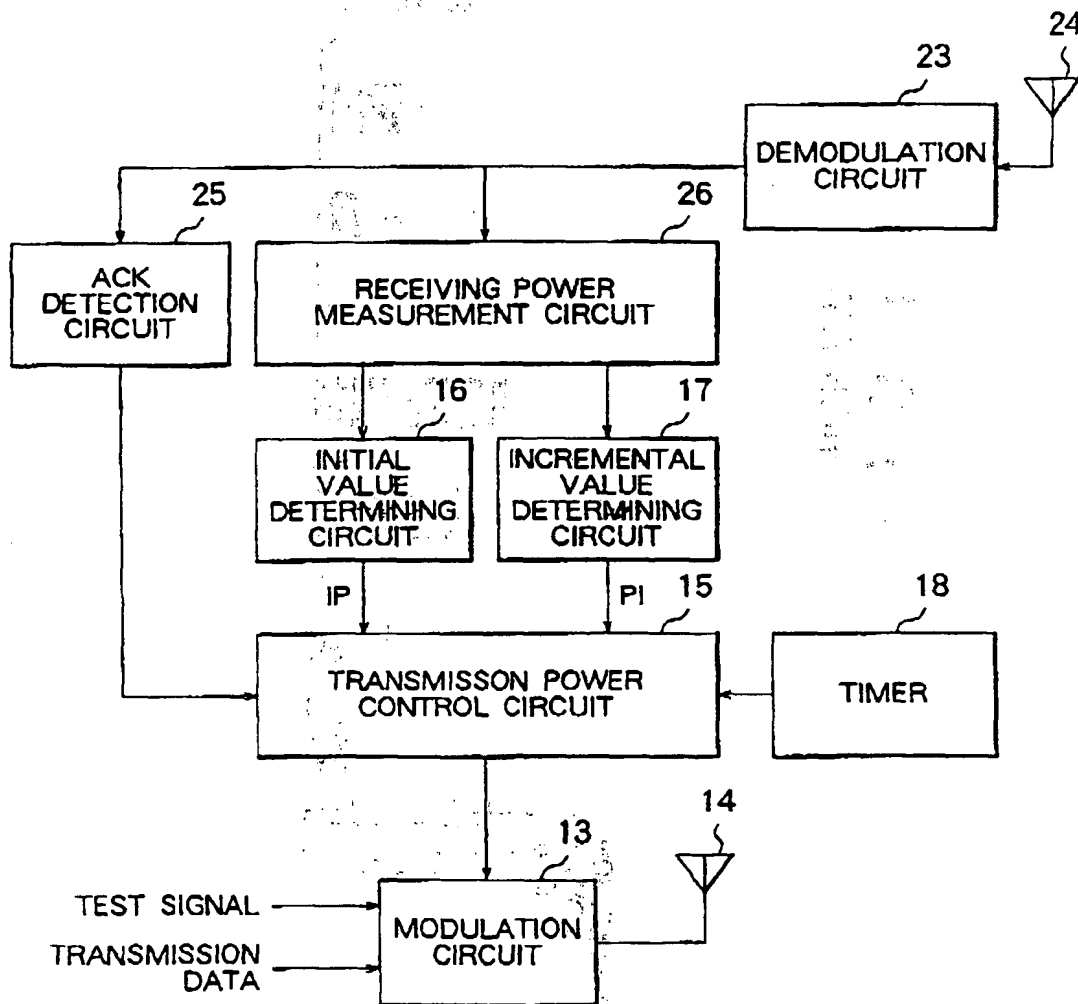 24
23
DEMODULATION
CIRCUIT
25
26
ACK
DETECTION
CIRCUIT
RECEIVING POWER
MEASUREMENT CIRCUIT
16
17
INITIAL
VALUE
DETERMINING
CIRCUIT
INCREMENTAL
VALUE
DETERMINING
CIRCUIT
IP
PI
15
18
TRANSMISSON POWER
CONTROL CIRCUIT
TIMER
14
13
TEST SIGNAL
TRANSMISSION
DATA
MODULATION
CIRCUIT